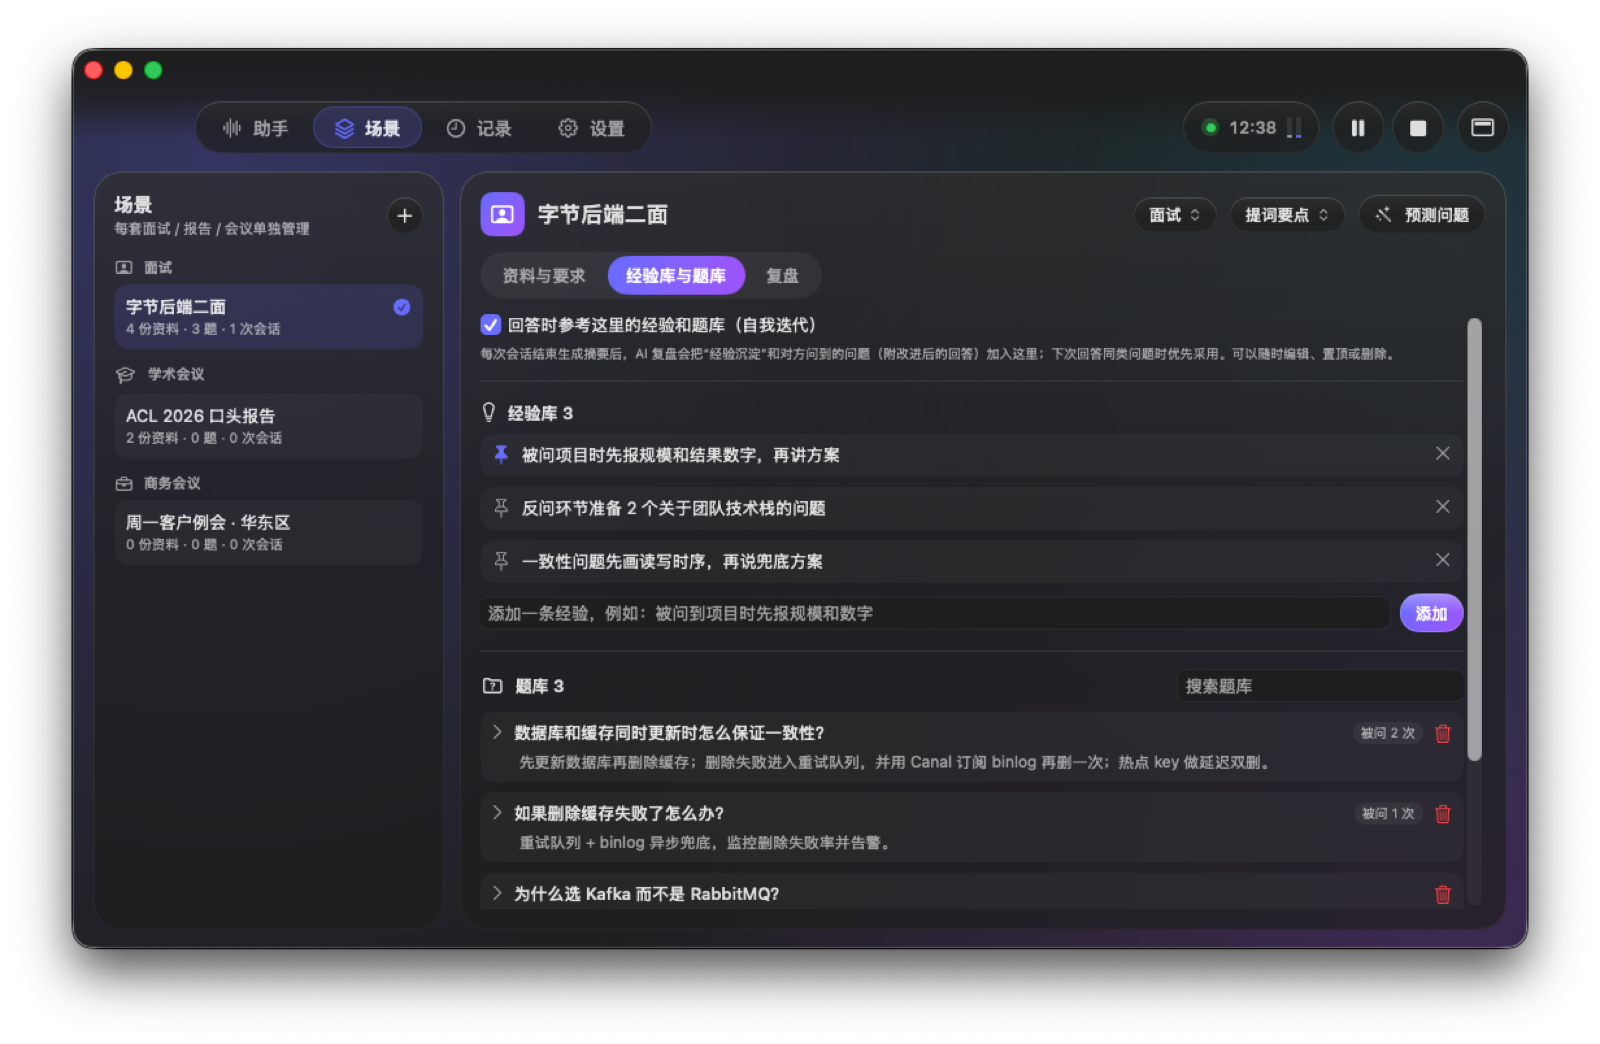 助手
场景
记录
设置
12:38
场景
每套面试 / 报告 / 会议单独管理
面试
字节后端二面
4 份资料 · 3 题 · 1 次会话
学术会议
ACL 2026 口头报告
2 份资料 · 0 题 · 0 次会话
商务会议
周一客户例会 · 华东区
0 份资料 · 0 题 · 0 次会话
字节后端二面
面试
提词要点
预测问题
资料与要求
经验库与题库
复盘
回答时参考这里的经验和题库（自我迭代）
每次会话结束生成摘要后，AI 复盘会把“经验沉淀”和对方问到的问题（附改进后的回答）加入这里；下次回答同类问题时优先采用。可以随时编辑、置顶或删除。
经验库 3
被问项目时先报规模和结果数字，再讲方案
反问环节准备 2 个关于团队技术栈的问题
一致性问题先画读写时序，再说兜底方案
添加一条经验，例如：被问到项目时先报规模和数字
添加
题库 3
搜索题库
数据库和缓存同时更新时怎么保证一致性？
被问 2 次
先更新数据库再删除缓存；删除失败进入重试队列，并用 Canal 订阅 binlog 再删一次；热点 key 做延迟双删。
如果删除缓存失败了怎么办？
被问 1 次
重试队列 + binlog 异步兜底，监控删除失败率并告警。
为什么选 Kafka 而不是 RabbitMQ？